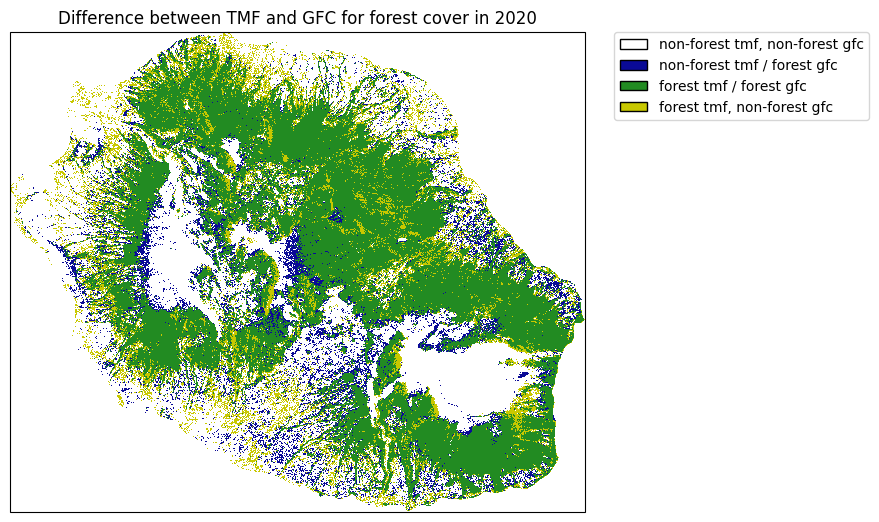 Difference between TMF and GFC for forest cover in 2020
non-forest tmf, non-forest gfc
non-forest tmf / forest gfc
forest tmf / forest gfc
forest tmf, non-forest gfc